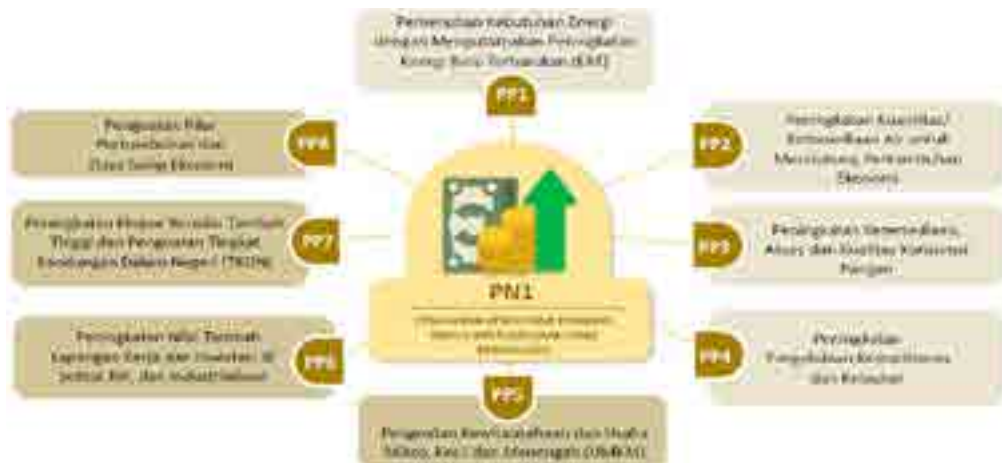 Pemenuhan Kebutuhan Energi
dengan Mengutamakan Peningkatan
Energi Baru Terbarukan (EBT)
PP1
Penguatan Pilar
Pertumbuhan dan
Daya Saing Ekonomi
PP8
PP2
Peningkatan Kuantitas/
Ketersediaan Air untuk
Mendukung Pertumbuhan
Ekonomi
Peningkatan Ekspor Bernilai Tambah
Tinggi dan Penguatan Tingkat
Kandungan Dalam Negeri (TKDN)
PP7
PP3
Peningkatan Ketersediaan,
Akses dan Kualitas Konsumsi
Pangan
PN1
Peningkatan Nilai Tambah
Lapangan Kerja dan Investasi di
Sektor Riil, dan Industrialisasi
PP6
PP4
Peningkatan
Pengelolaan Kemaritiman
dan Kelautan
PP5
Penguatan Kewirausahaan dan Usaha
Mikro, Kecil dan Menengah (UMKM)